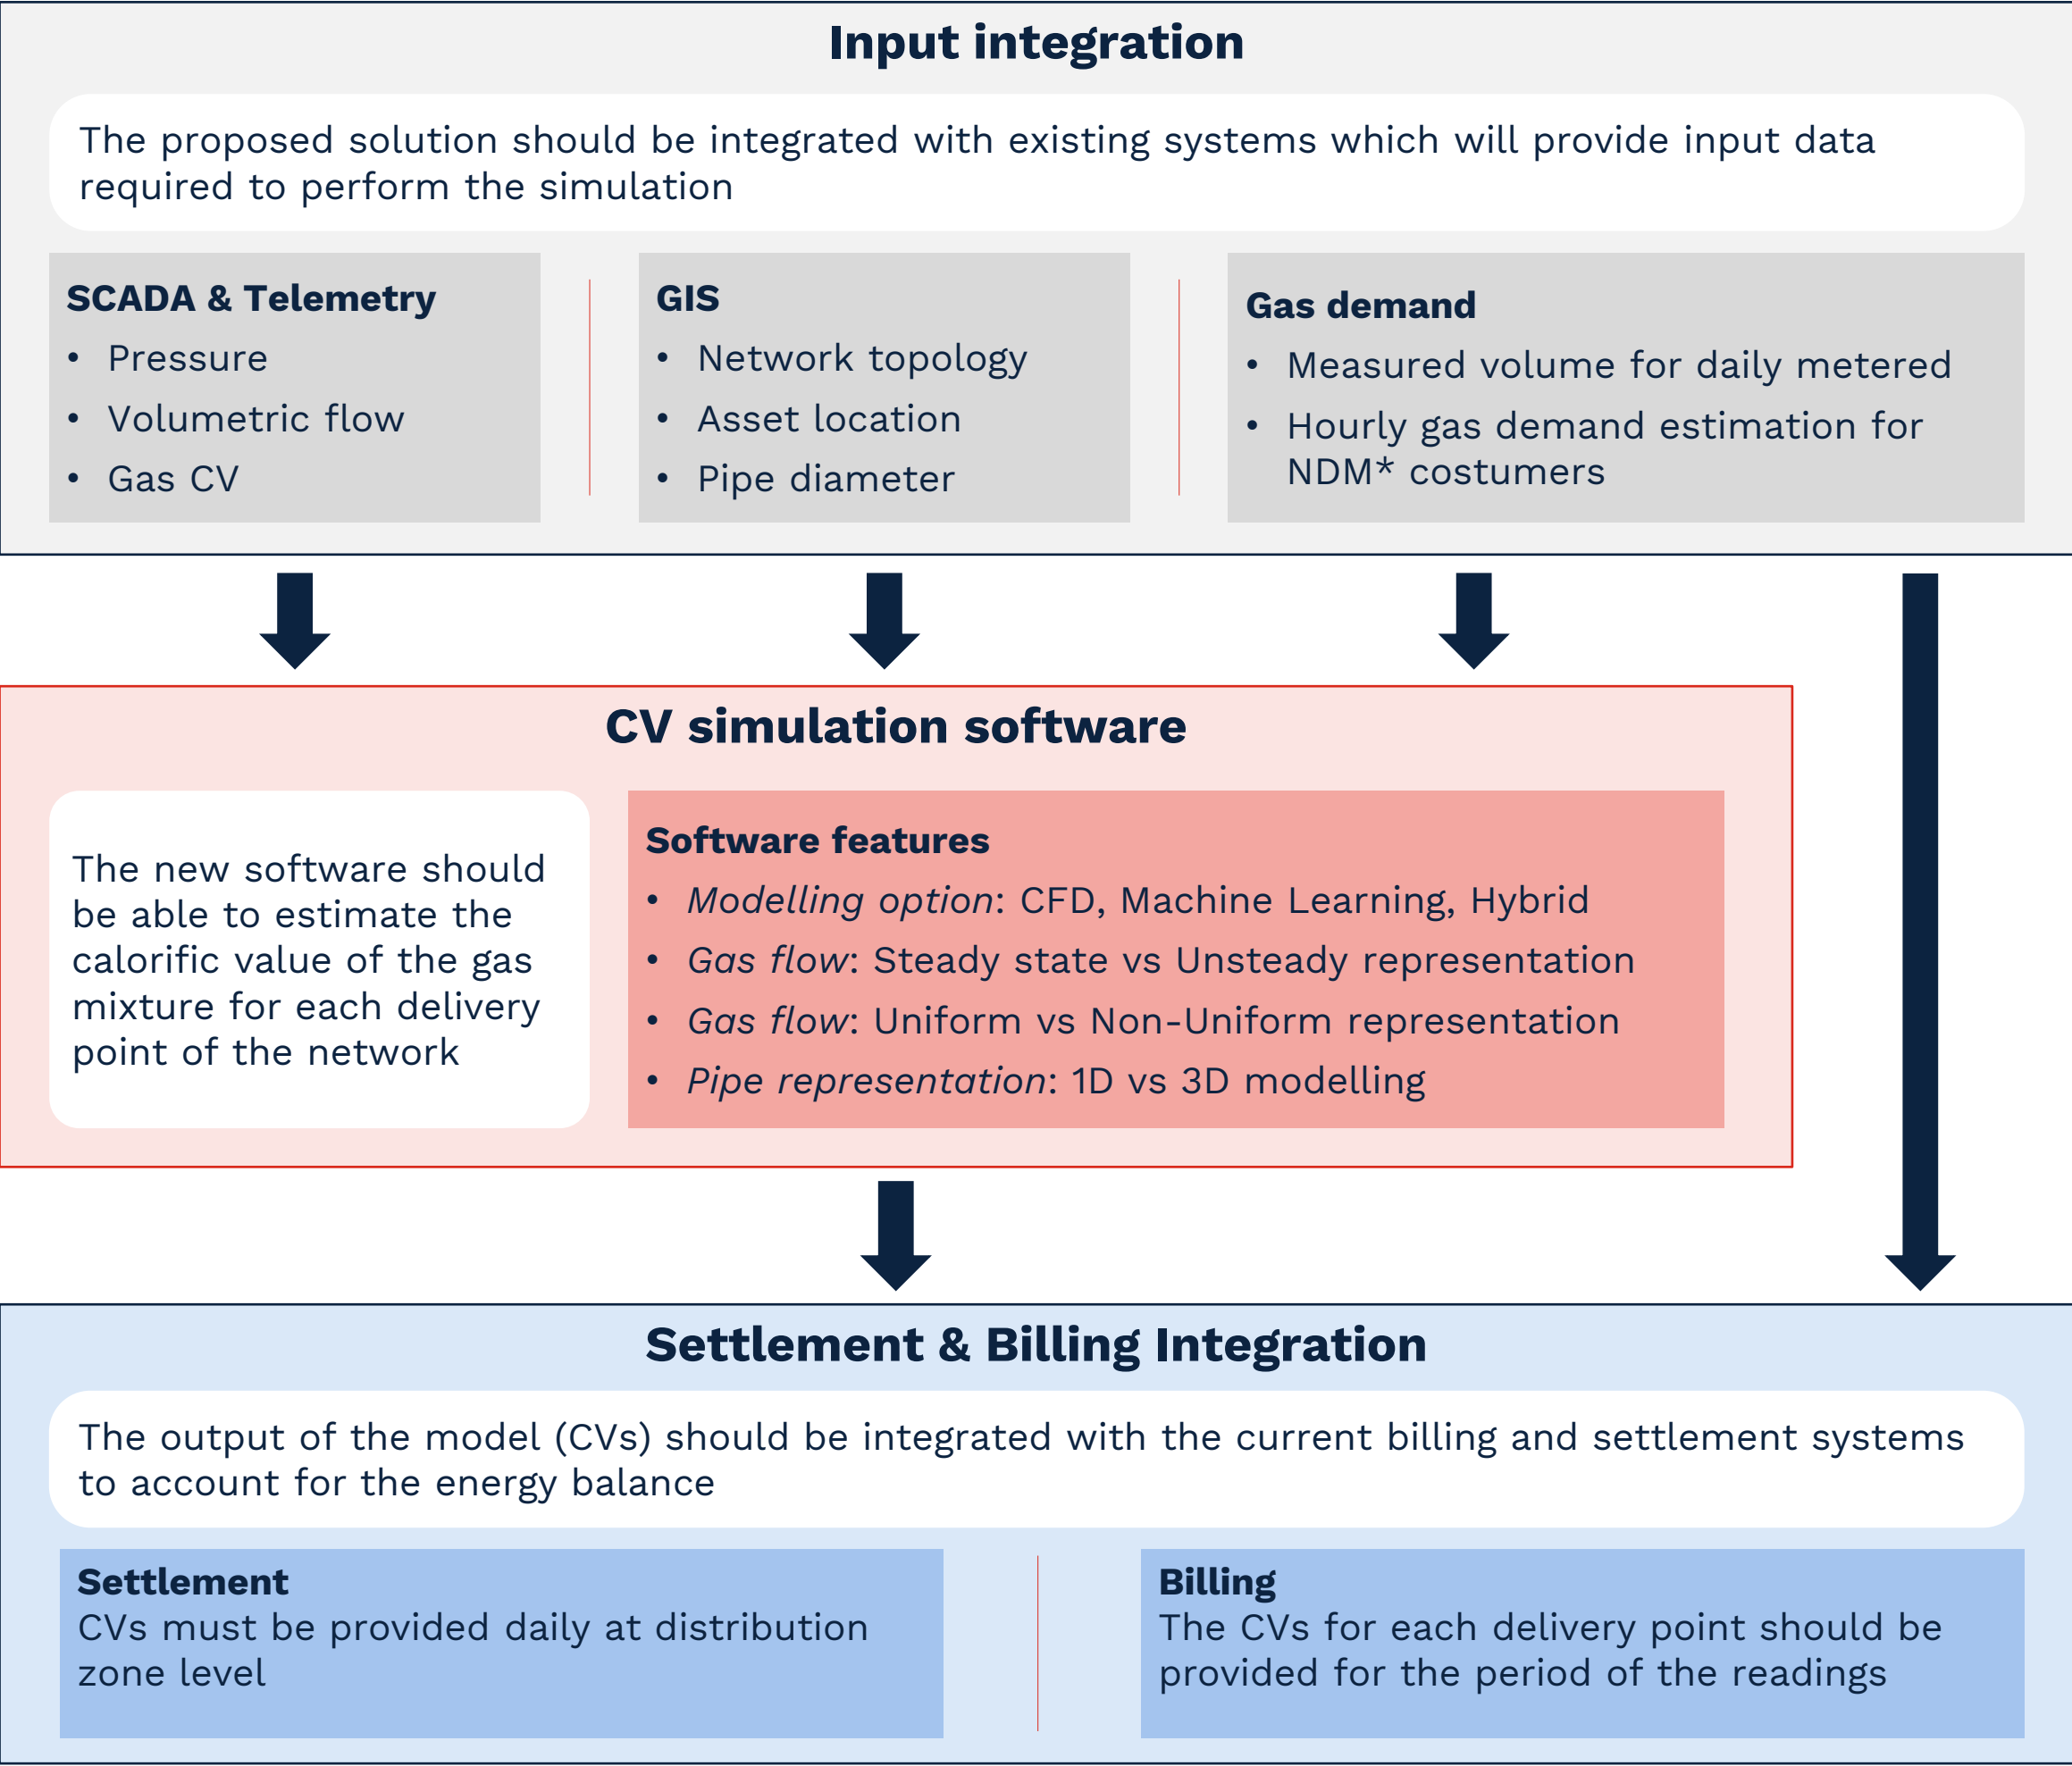 Input integration
The proposed solution should be integrated with existing systems which will provide input data
required to perform the simulation
SCADA & Telemetry
• Pressure
• Volumetric flow
• Gas CV
GIS
• Network topology
• Asset location
• Pipe diameter
Gas demand
• Measured volume for daily metered
• Hourly gas demand estimation for
NDM* costumers
CV simulation software
The new software should
be able to estimate the
calorific value of the gas
mixture for each delivery
point of the network
Software features
• Modelling option: CFD, Machine Learning, Hybrid
• Gas flow: Steady state vs Unsteady representation
• Gas flow: Uniform vs Non-Uniform representation
• Pipe representation: 1D vs 3D modelling
Settlement & Billing Integration
The output of the model (CVs) should be integrated with the current billing and settlement systems
to account for the energy balance
Settlement
CVs must be provided daily at distribution
zone level
Billing
The CVs for each delivery point should be
provided for the period of the readings